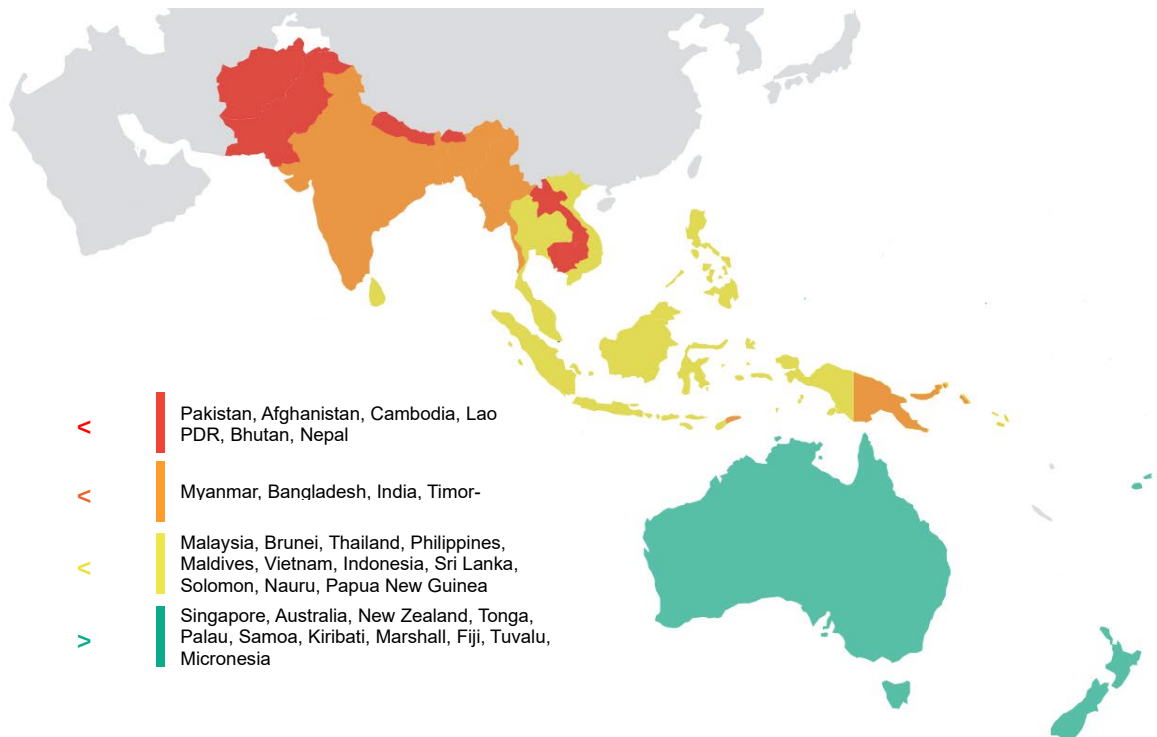 <
Pakistan, Afghanistan, Cambodia, Lao
PDR, Bhutan, Nepal
<
Myanmar, Bangladesh, India, Timor-
<
Malaysia, Brunei, Thailand, Philippines,
Maldives, Vietnam, Indonesia, Sri Lanka,
Solomon, Nauru, Papua New Guinea
>
Singapore, Australia, New Zealand, Tonga,
Palau, Samoa, Kiribati, Marshall, Fiji, Tuvalu,
Micronesia